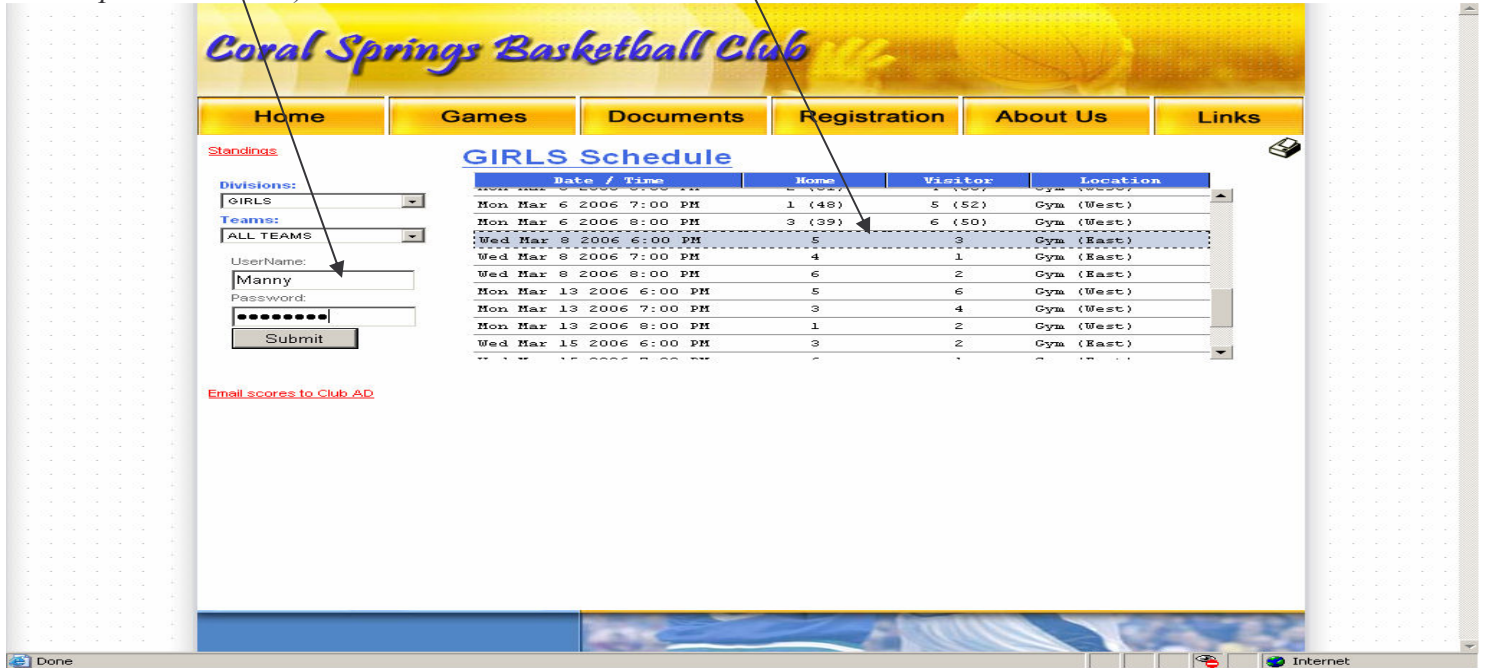 Coral Springs Basketball Club
Home Games Documents Registration About Us Links
Standings
GIRLS Schedule
Divisions:
GIRLS
Teams:
ALL TEAMS
UserName:
Manny
Password:
●●●●●●●●
Submit
Email scores to Club AD
Date / Time Home Visitor Location
Mon Mar 6 2006 7:00 PM 1 (48) 5 (52) Gym (West)
Mon Mar 6 2006 8:00 PM 3 (39) 6 (50) Gym (West)
Wed Mar 8 2006 6:00 PM 5 3 Gym (East)
Wed Mar 8 2006 7:00 PM 4 1 Gym (East)
Wed Mar 8 2006 8:00 PM 6 2 Gym (East)
Mon Mar 13 2006 6:00 PM 5 6 Gym (West)
Mon Mar 13 2006 7:00 PM 3 4 Gym (West)
Mon Mar 13 2006 8:00 PM 1 2 Gym (West)
Wed Mar 15 2006 6:00 PM 3 2 Gym (East)
Done Internet